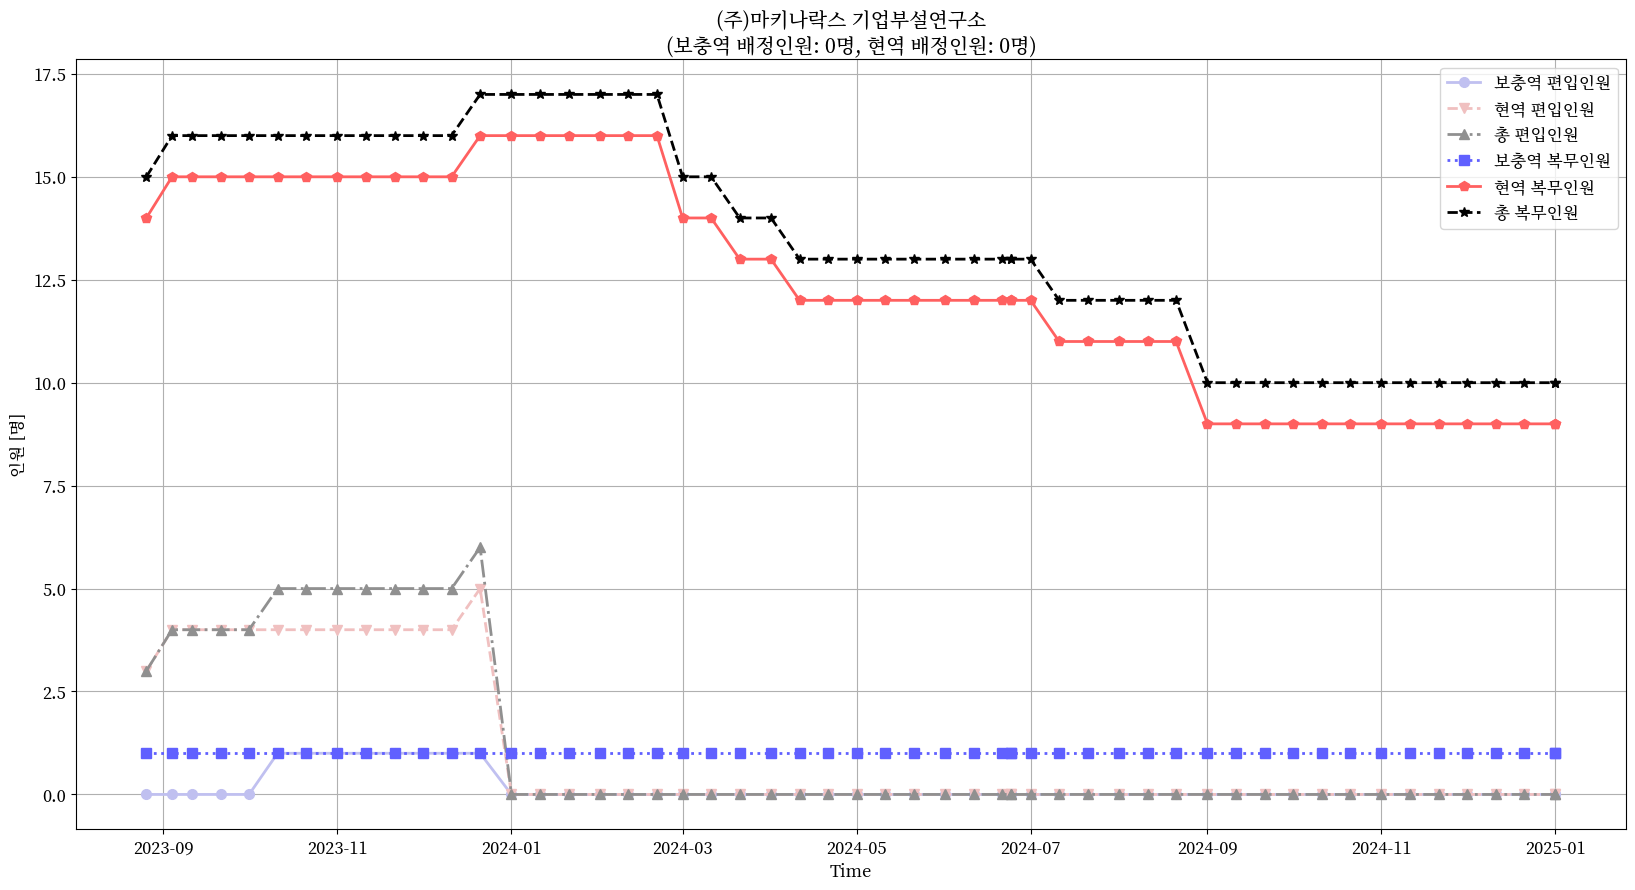 (주)마키나락스 기업부설연구소
(보충역 배정인원: 0명, 현역 배정인원: 0명)
17.5
15.0
12.5
10.0
7.5
5.0
2.5
0.0
인원 [명]
보충역 편입인원
현역 편입인원
총 편입인원
보충역 복무인원
현역 복무인원
총 복무인원
2023-09 2023-11 2024-01 2024-03 2024-05 2024-07 2024-09 2024-11 2025-01
Time